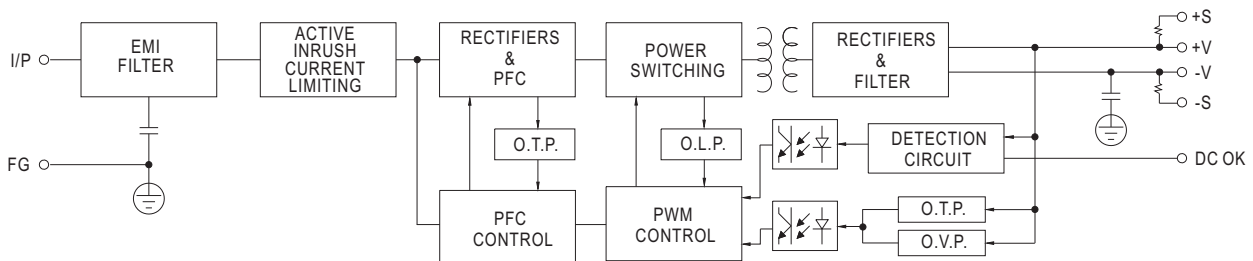 I/P
EMI
FILTER
ACTIVE
INRUSH
CURRENT
LIMITING
RECTIFIERS
&
PFC
POWER
SWITCHING
RECTIFIERS
&
FILTER
+S
+V
-V
-S
O.T.P.
O.L.P.
DETECTION
CIRCUIT
DC OK
FG
PFC
CONTROL
PWM
CONTROL
O.T.P.
O.V.P.